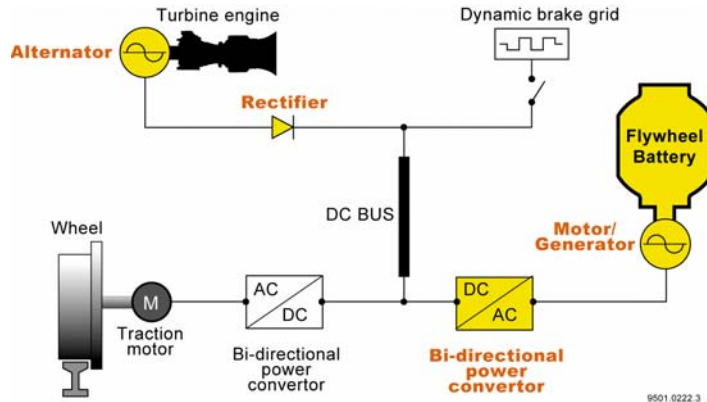 Turbine engine
Dynamic brake grid
Alternator
Rectifier
Flywheel
Battery
DC BUS
Wheel
Motor/
Generator
M
AC
DC
DC
AC
Traction
motor
Bi-directional
power
convertor
Bi-directional
power
convertor
9501.0222.3